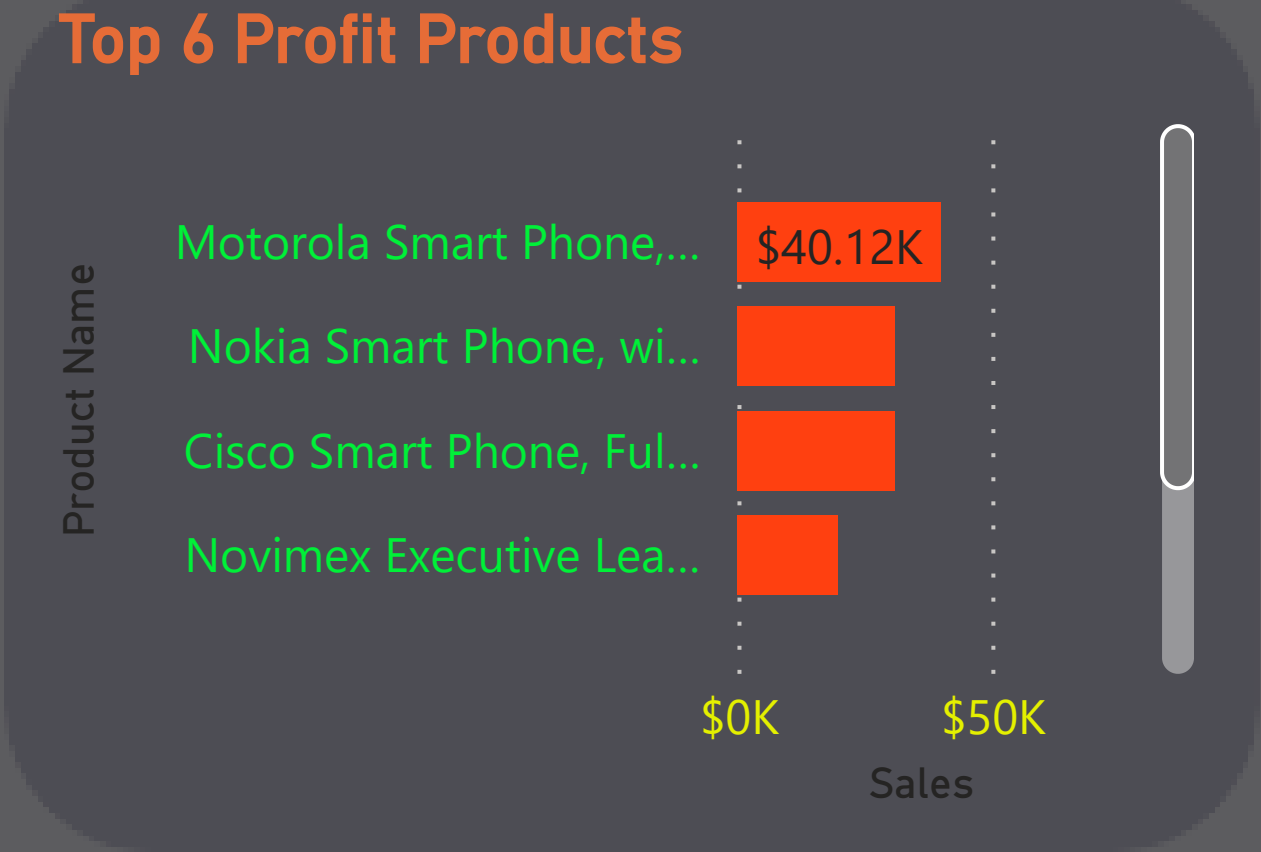 Top 6 Profit Products
Product Name
Motorola Smart Phone,...
$40.12K
Nokia Smart Phone, wi...
Cisco Smart Phone, Ful...
Novimex Executive Lea...
$0K
$50K
Sales